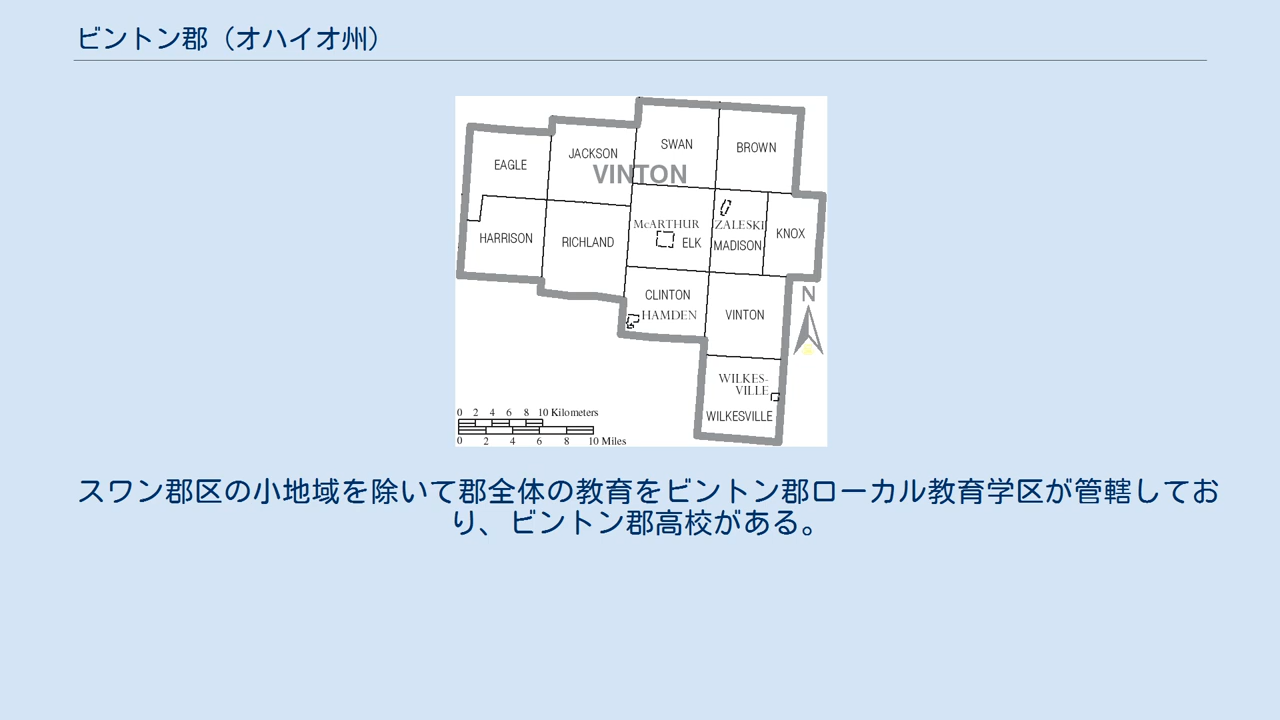 ビントン郡（オハイオ州）
SWAN
BROWN
JACKSON
EAGLE
VINTON
McARTHUR
ZALESKI
KNOX
HARRISON
RICHLAND
ELK
MADISON
N
CLINTON
HAMDEN
VINTON
WILKES-
VILLE
WILKESVILLE
0 2 4 6 8 10 Kilometers
0 2 4 6 8 10 Miles
スワン郡区の小地域を除いて郡全体の教育をビントン郡ローカル教育学区が管轄してお
り、ビントン郡高校がある。